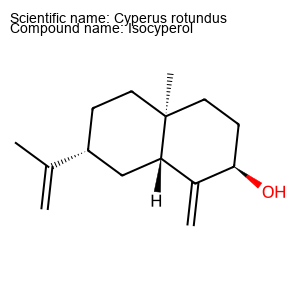 Scientific name: Cyperus rotundus
Compound name: Isocyperol
H
OH